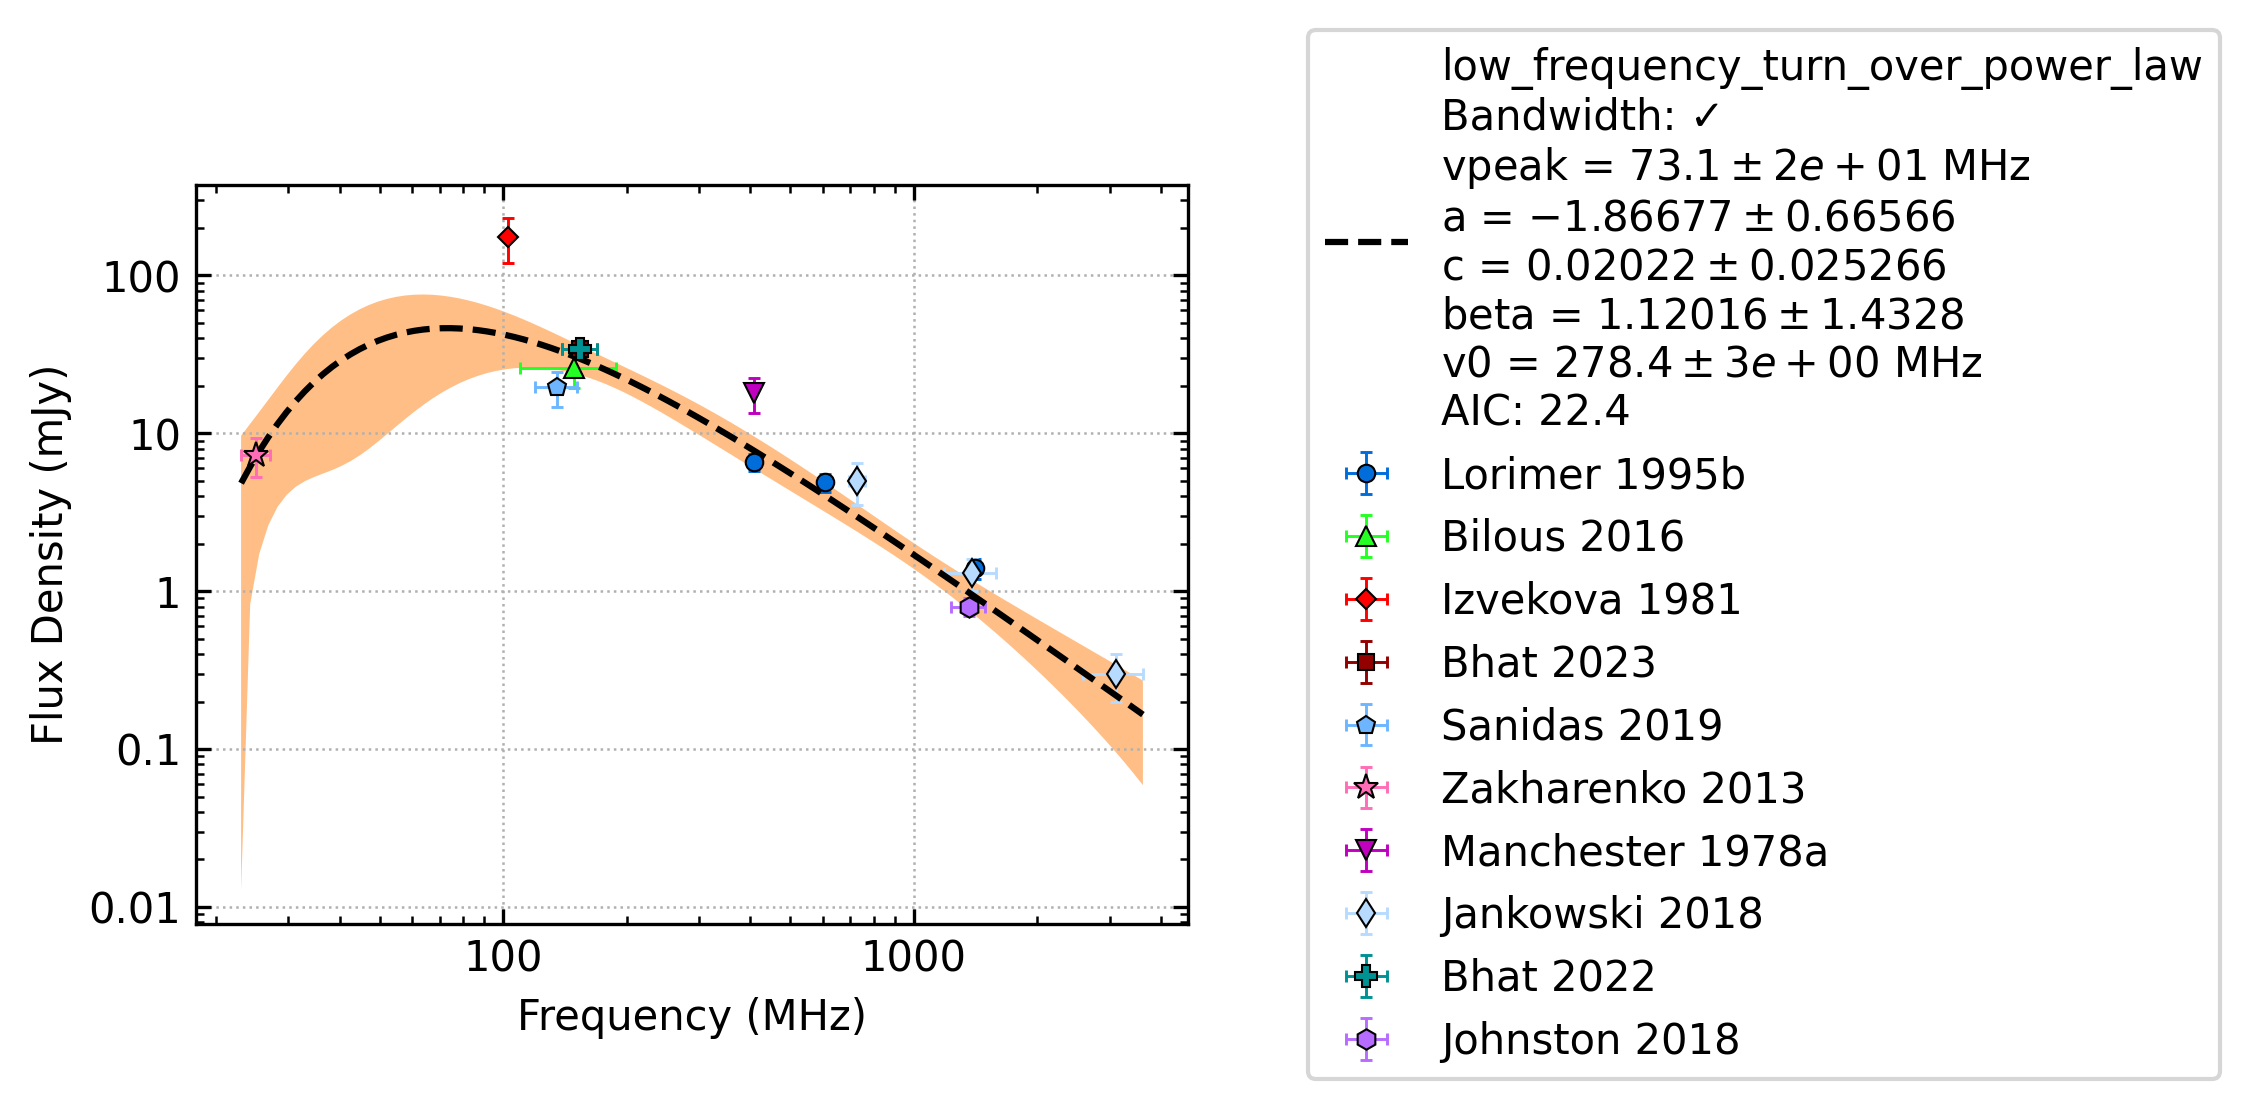 low_frequency_turn_over_power_law
Bandwidth: ✓
vpeak = 73.1 ± 2e + 01 MHz
a = −1.86677 ± 0.66566
c = 0.02022 ± 0.025266
beta = 1.12016 ± 1.4328
v0 = 278.4 ± 3e + 00 MHz
AIC: 22.4
Lorimer 1995b
Bilous 2016
Izvekova 1981
Bhat 2023
Sanidas 2019
Zakharenko 2013
Manchester 1978a
Jankowski 2018
Bhat 2022
Johnston 2018
Flux Density (mJy)
100
10
1
0.1
0.01
100
1000
Frequency (MHz)